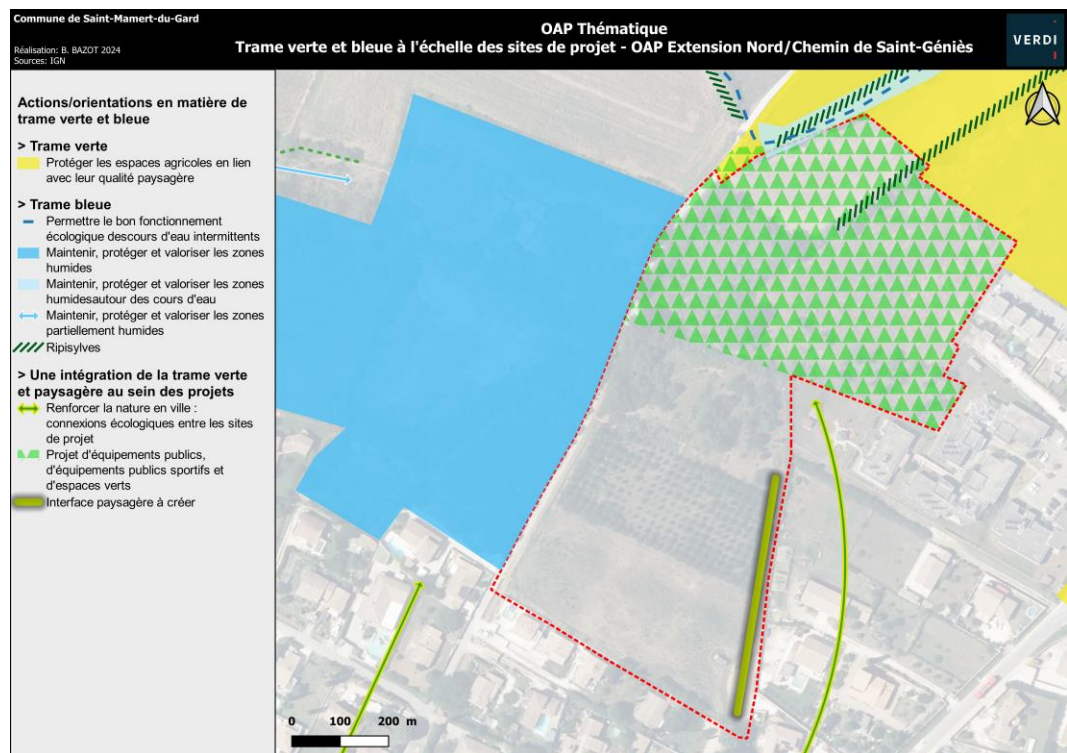 Commune de Saint-Mamert-du-Gard
Réalisation: B. BAZOT 2024
Sources: IGN
OAP Thématique
Trame verte et bleue à l'échelle des sites de projet - OAP Extension Nord/Chemin de Saint-Géniès
VERDI
Actions/orientations en matière de
trame verte et bleue
> Trame verte
Protéger les espaces agricoles en lien
avec leur qualité paysagère
> Trame bleue
Permettre le bon fonctionnement
écologique descours d'eau intermittents
Maintenir, protéger et valoriser les zones
humides
Maintenir, protéger et valoriser les zones
humidesautour des cours d'eau
Maintenir, protéger et valoriser les zones
partiellement humides
Ripisylves
> Une intégration de la trame verte
et paysagère au sein des projets
Renforcer la nature en ville :
connexions écologiques entre les sites
de projet
Projet d'équipements publics,
d'équipements publics sportifs et
d'espaces verts
Interface paysagère à créer
0 100 200 m